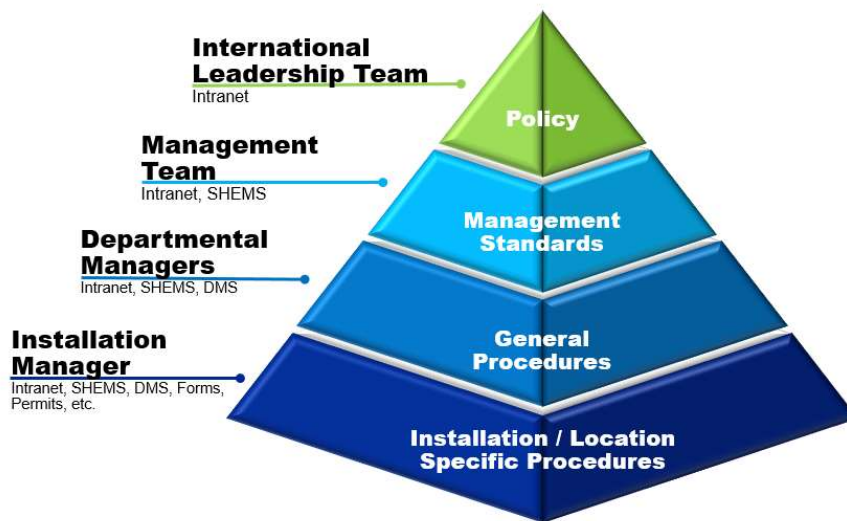 International
Leadership Team
Intranet
Policy
Management
Team
Intranet, SHEMS
Management
Standards
Departmental
Managers
Intranet, SHEMS, DMS
General
Procedures
Installation
Manager
Intranet, SHEMS, DMS, Forms,
Permits, etc.
Installation / Location
Specific Procedures